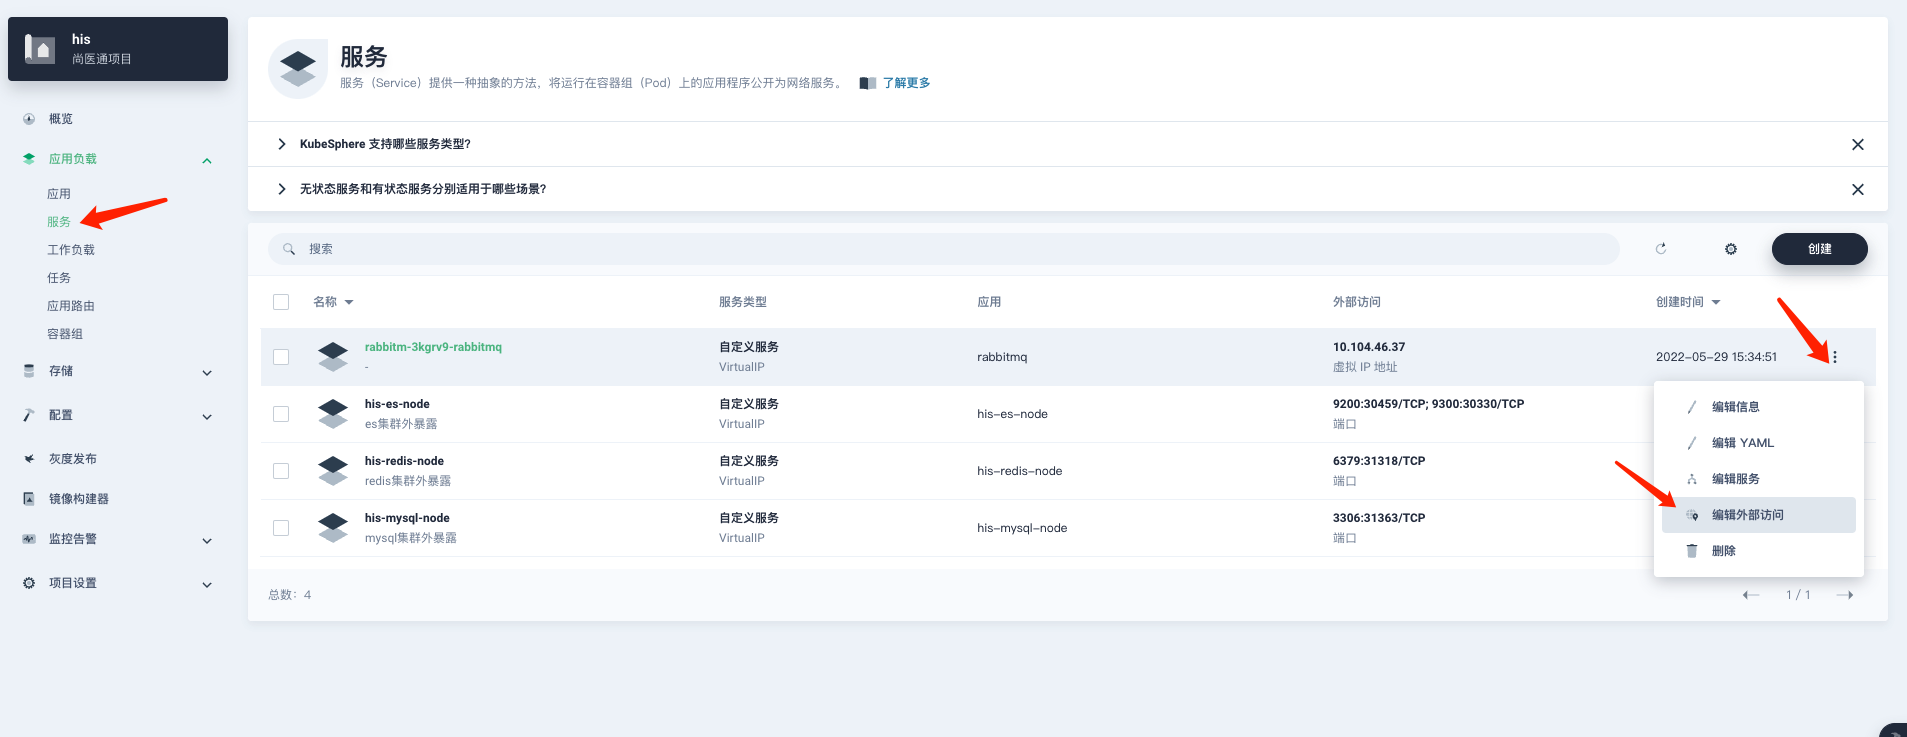 his
尚医通项目
概览
应用负载
应用
服务
工作负载
任务
应用路由
容器组
存储
配置
灰度发布
镜像构建器
监控告警
项目设置
服务
服务（Service）提供一种抽象的方法，将运行在容器组（Pod）上的应用程序公开为网络服务。 了解更多
KubeSphere 支持哪些服务类型?
无状态服务和有状态服务分别适用于哪些场景?
搜索
创建
名称 服务类型 应用 外部访问 创建时间
rabbitm-3kgrv9-rabbitmq 自定义服务 rabbitmq 10.104.46.37 2022-05-29 15:34:51
- VirtualIP 虚拟 IP 地址
his-es-node 自定义服务 his-es-node 9200:30459/TCP; 9300:30330/TCP
es集群外暴露 VirtualIP 端口
his-redis-node 自定义服务 his-redis-node 6379:31318/TCP
redis集群外暴露 VirtualIP 端口
his-mysql-node 自定义服务 his-mysql-node 3306:31363/TCP
mysql集群外暴露 VirtualIP 端口
编辑信息
编辑 YAML
编辑服务
编辑外部访问
删除
总数：4
1 / 1